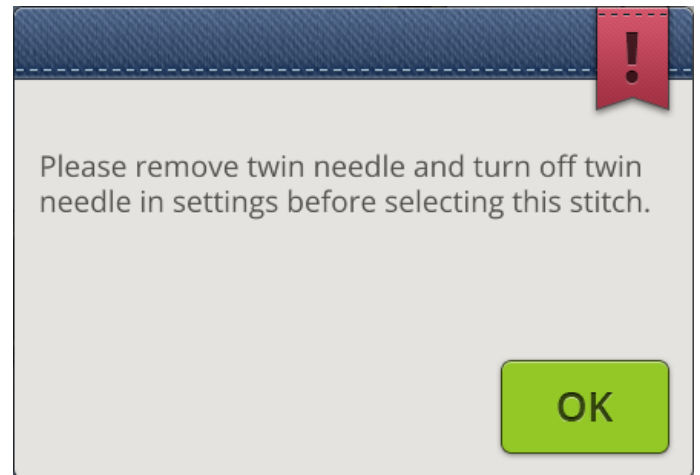 !
Please remove twin needle and turn off twin
needle in settings before selecting this stitch.
OK